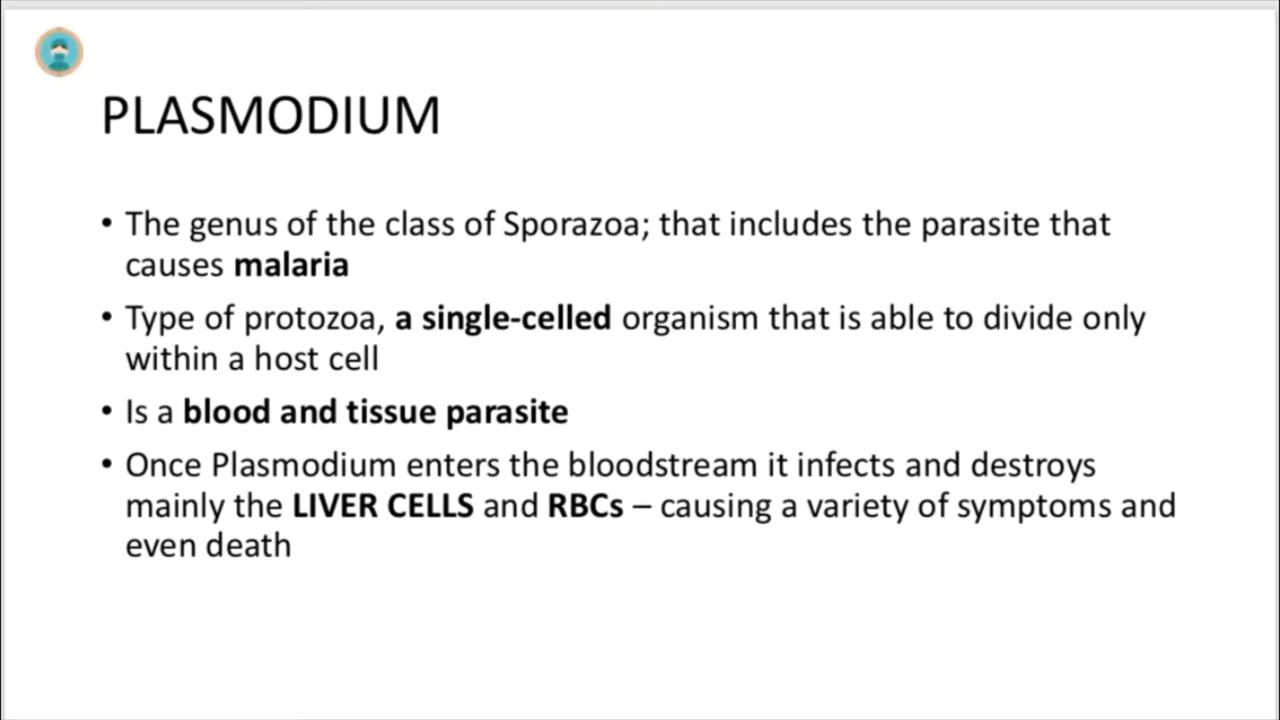 PLASMODIUM
• The genus of the class of Sporazoa; that includes the parasite that
causes malaria
• Type of protozoa, a single-celled organism that is able to divide only
within a host cell
• Is a blood and tissue parasite
• Once Plasmodium enters the bloodstream it infects and destroys
mainly the LIVER CELLS and RBCs – causing a variety of symptoms and
even death